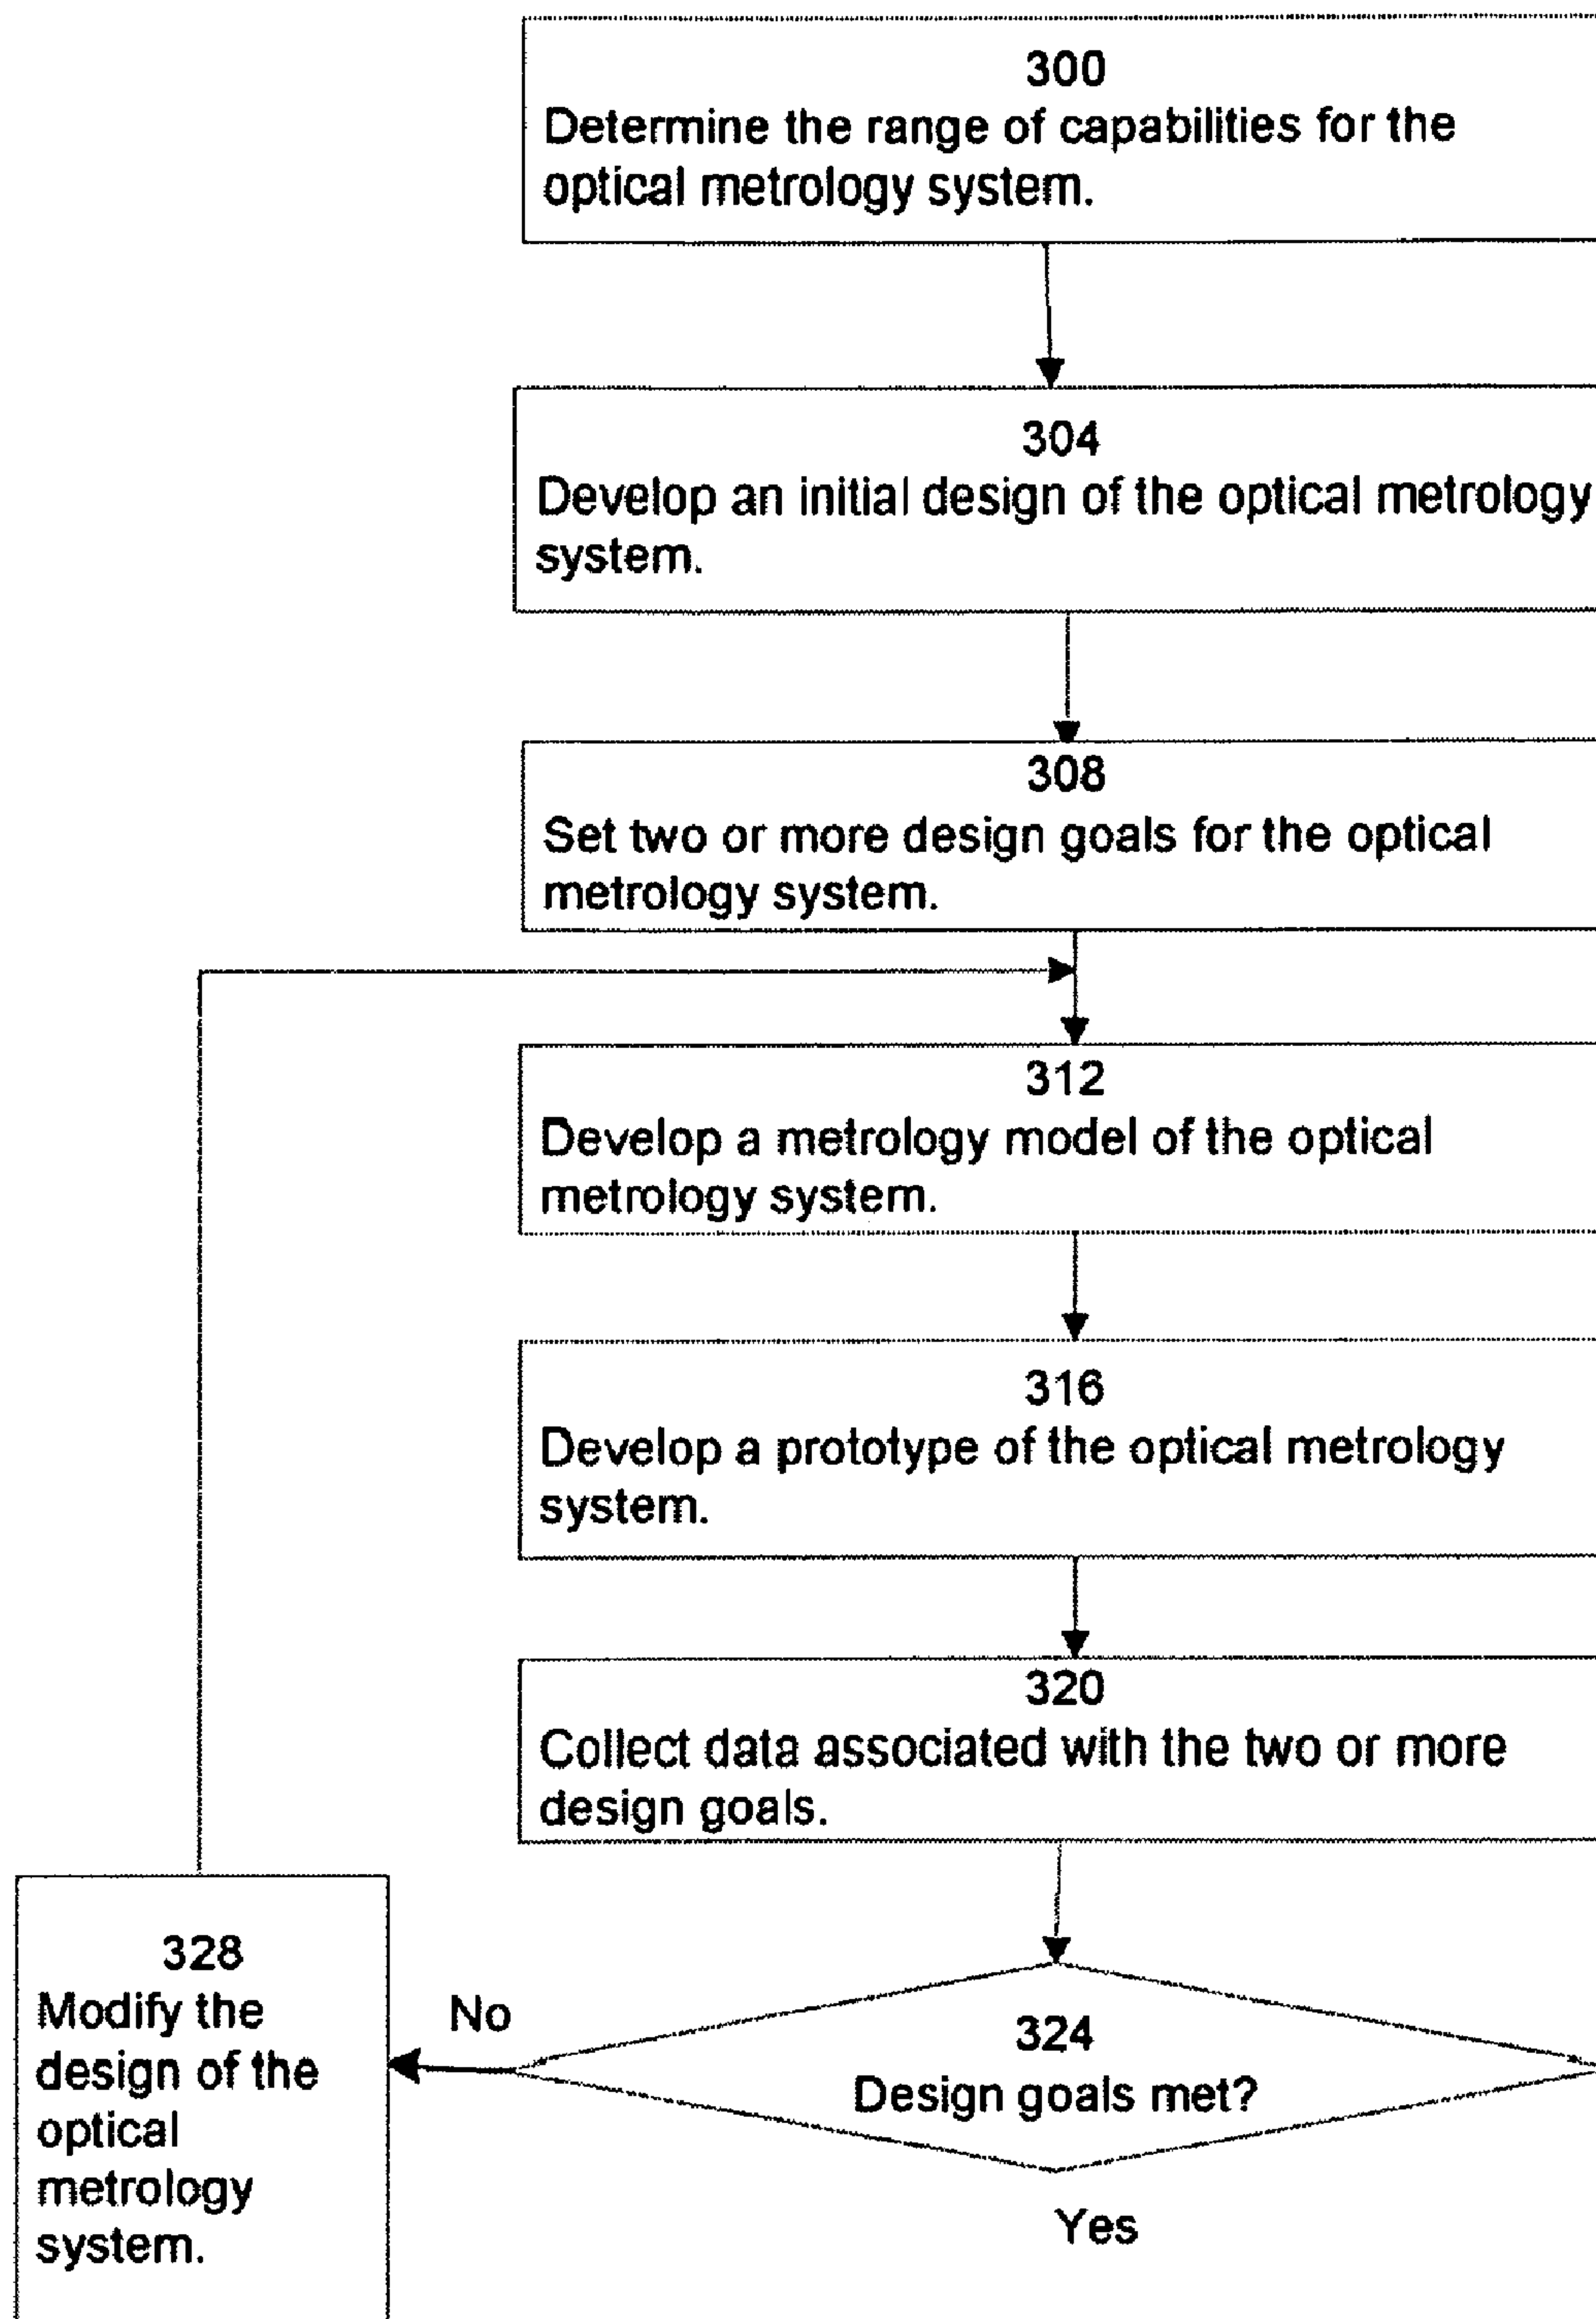 300
Determine the range of capabilities for the
optical metrology system.
304
Develop an initial design of the optical metrology
system.
308
Set two or more design goals for the optical
metrology system.
312
Develop a metrology model of the optical
metrology system.
316
Develop a prototype of the optical metrology
system.
320
Collect data associated with the two or more
design goals.
324
Design goals met?
No
Yes
328
Modify the
design of the
optical
metrology
system.